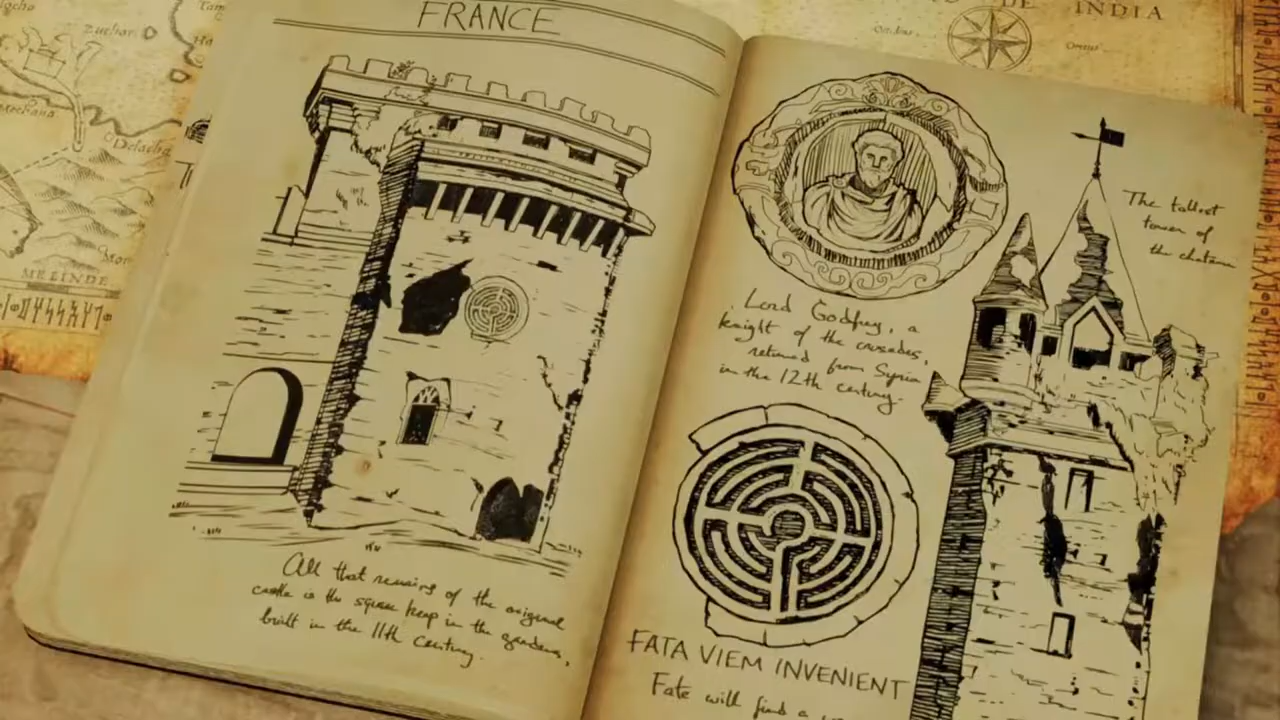 FRANCE
All that remains of the original
castle is the square keep in the gardens,
built in the 11th Century.
Lord Godfrey, a
knight of the crusades,
returned from Syria
in the 12th century.
The tallest
tower of
the chateau
FATA VIEM INVENIENT
Fate will find a
DE INDIA
MELINDE